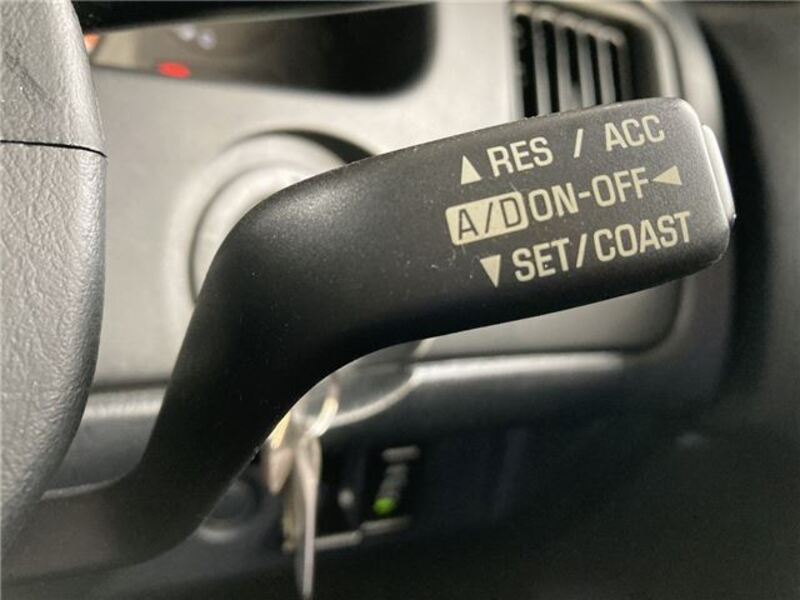 ▲RES / ACC
A/D ON-OFF◄
▼SET/COAST